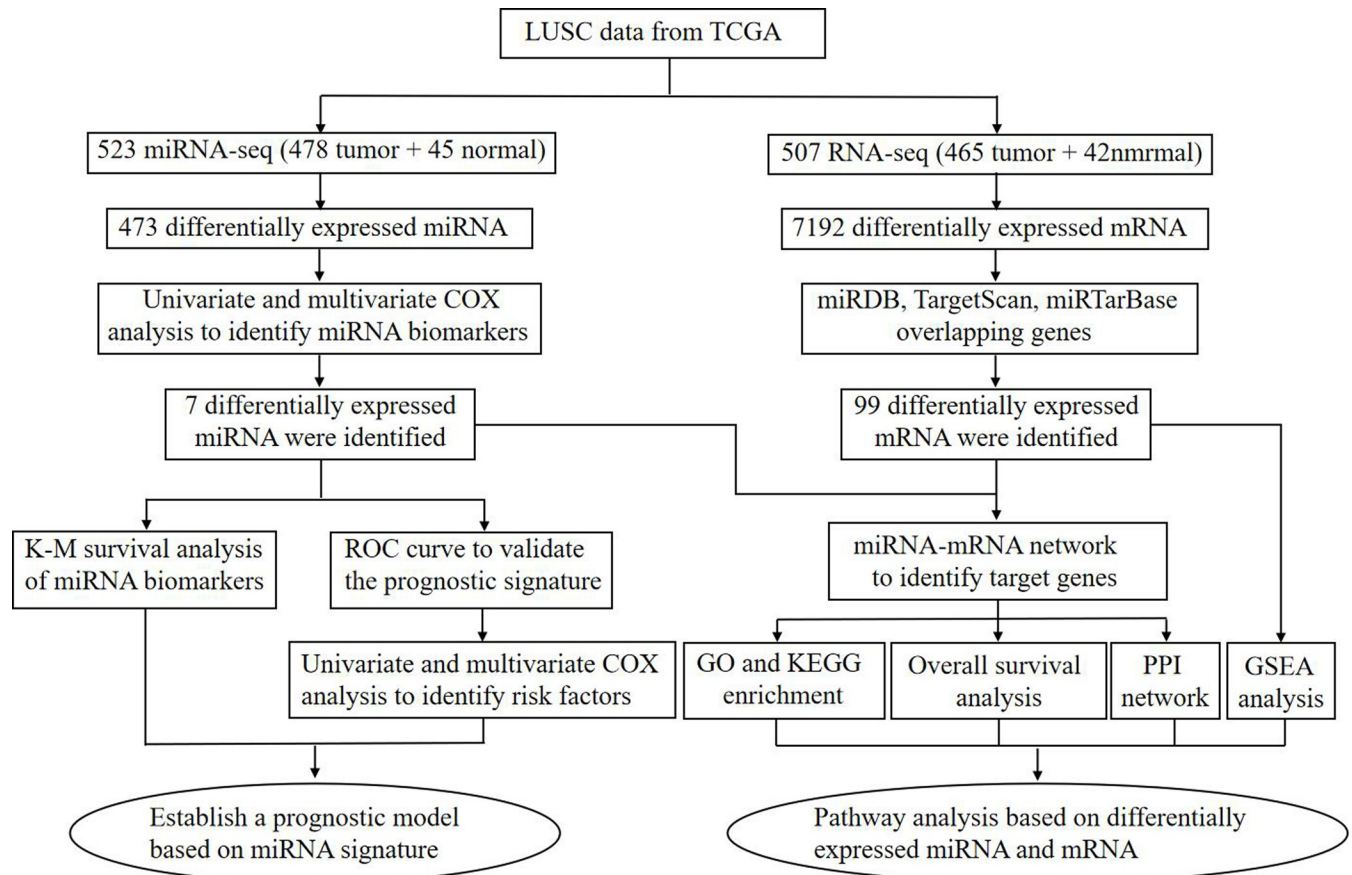 LUSC data from TCGA
523 miRNA-seq (478 tumor + 45 normal)
507 RNA-seq (465 tumor + 42nmrmal)
473 differentially expressed miRNA
7192 differentially expressed mRNA
Univariate and multivariate COX
analysis to identify miRNA biomarkers
miRDB, TargetScan, miRTarBase
overlapping genes
7 differentially expressed
miRNA were identified
99 differentially expressed
mRNA were identified
K-M survival analysis
of miRNA biomarkers
ROC curve to validate
the prognostic signature
miRNA-mRNA network
to identify target genes
Univariate and multivariate COX
analysis to identify risk factors
GO and KEGG
enrichment
Overall survival
analysis
PPI
network
GSEA
analysis
Establish a prognostic model
based on miRNA signature
Pathway analysis based on differentially
expressed miRNA and mRNA